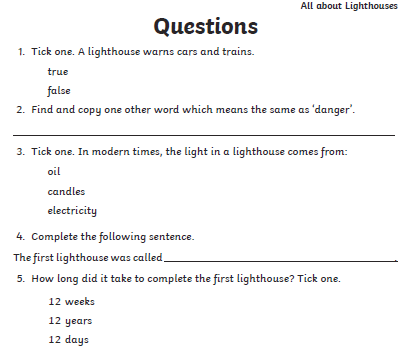 All about Lighthouses
Questions
1. Tick one. A lighthouse warns cars and trains.
true
false
2. Find and copy one other word which means the same as ‘danger’.
3. Tick one. In modern times, the light in a lighthouse comes from:
oil
candles
electricity
4. Complete the following sentence.
The first lighthouse was called .
5. How long did it take to complete the first lighthouse? Tick one.
12 weeks
12 years
12 days